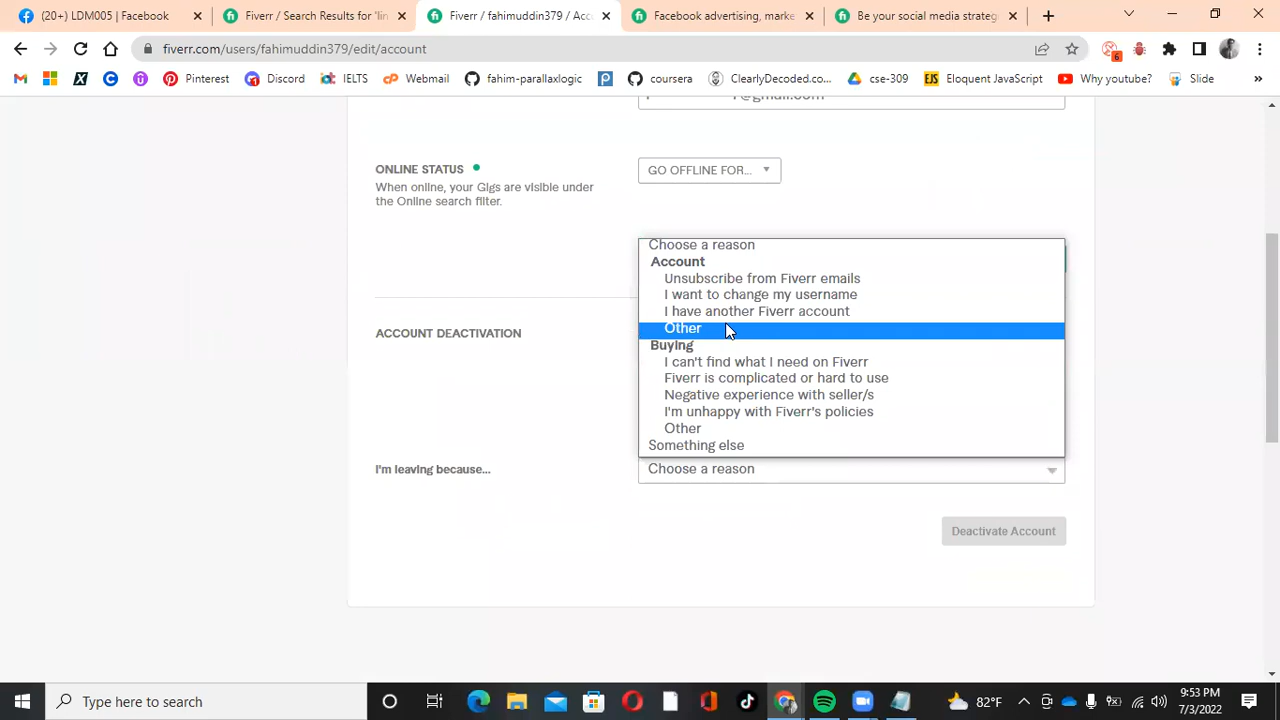 (20+) LDM005 | Facebook
Fiverr / Search Results for "lin
Fiverr / fahimuddin379 / Acc
Facebook advertising, marke
Be your social media strateg
fiverr.com/users/fahimuddin379/edit/account
6
Pinterest
Discord
IELTS
Webmail
fahim-parallaxlogic
coursera
ClearlyDecoded.co...
cse-309
EJS Eloquent JavaScript
Why youtube?
Slide
@gmail.com
ONLINE STATUS
When online, your Gigs are visible under
the Online search filter.
GO OFFLINE FOR...
Choose a reason
Account
Unsubscribe from Fiverr emails
I want to change my username
I have another Fiverr account
Other
Buying
I can't find what I need on Fiverr
Fiverr is complicated or hard to use
Negative experience with seller/s
I'm unhappy with Fiverr's policies
Other
Something else
ACCOUNT DEACTIVATION
I'm leaving because...
Choose a reason
Deactivate Account
Type here to search
82°F
9:53 PM
7/3/2022